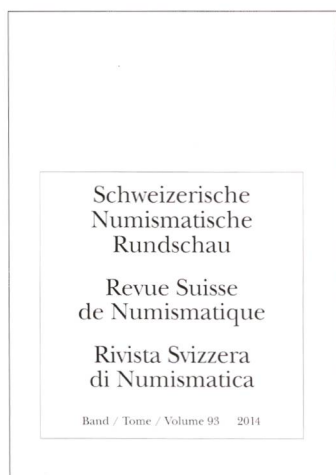 Schweizerische
Numismatische
Rundschau
Revue Suisse
de Numismatique
Rivista Svizzera
di Numismatica
Band / Tome / Volume 93 2014